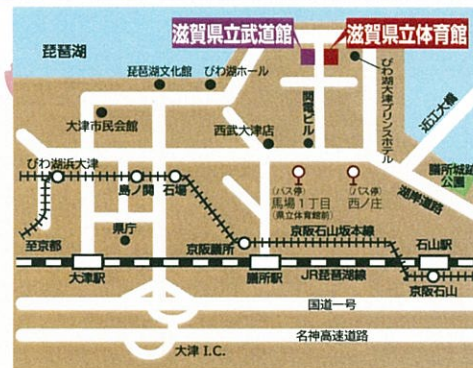 滋賀県立武道館
滋賀県立体育館
琵琶湖
琵琶湖文化館
びわ湖ホール
関電ビル
びわ湖大津プリンスホテル
近江大橋
大津市民会館
西武大津店
膳所城跡
公園
びわ湖浜大津
島ノ関
石場
(バス停)
馬場1丁目
(県立体育館前)
(バス停)
西ノ庄
湖岸道路
至京都
県庁
京阪膳所
京阪石山坂本線
石山駅
大津駅
膳所駅
JR琵琶湖線
京阪石山
国道一号
名神高速道路
大津 I.C.